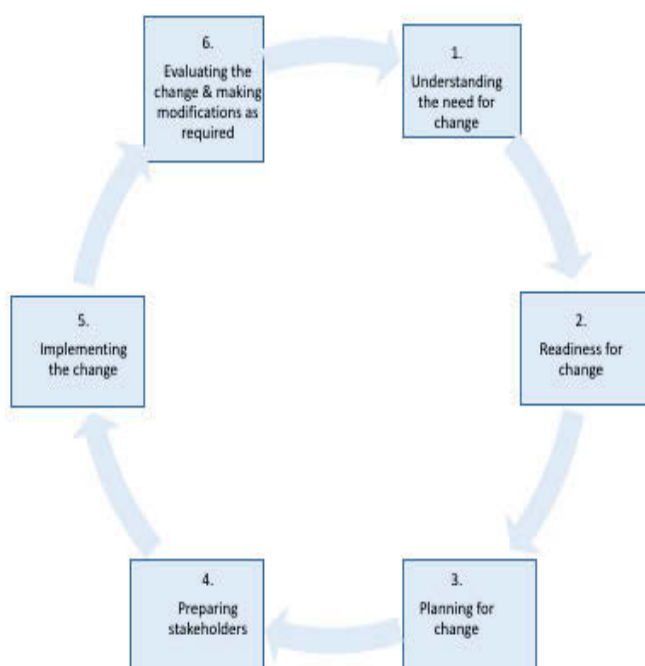 1.
Understanding
the need for
change
2.
Readiness for
change
3.
Planning for
change
4.
Preparing
stakeholders
5.
Implementing
the change
6.
Evaluating the
change & making
modifications as
required